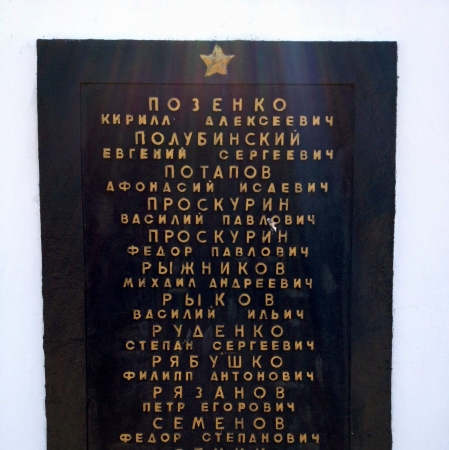 ПОЗЕНКО
КИРИЛЛ АЛЕКСЕЕВИЧ
ПОЛУБИНСКИЙ
ЕВГЕНИЙ СЕРГЕЕВИЧ
ПОТАПОВ
АФОНАСИЙ ИСАЕВИЧ
ПРОСКУРИН
ВАСИЛИЙ ПАВЛОВИЧ
ПРОСКУРИН
ФЕДОР ПАВЛОВИЧ
РЫЖНИКОВ
МИХАИЛ АНДРЕЕВИЧ
РЫКОВ
ВАСИЛИЙ ИЛЬИЧ
РУДЕНКО
СТЕПАН СЕРГЕЕВИЧ
РЯБУШКО
ФИЛИПП АНТОНОВИЧ
РЯЗАНОВ
ПЕТР ЕГОРОВИЧ
СЕМЕНОВ
ФЕДОР СТЕПАНОВИЧ